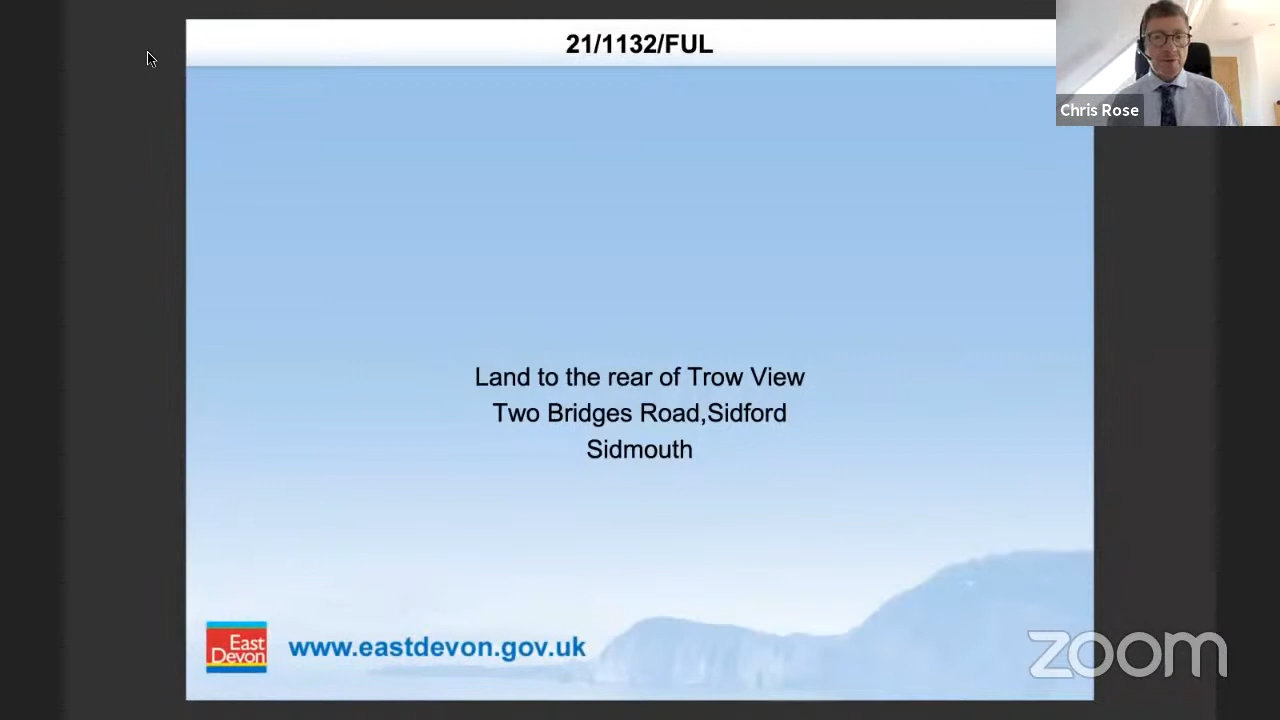 21/1132/FUL
Chris Rose
Land to the rear of Trow View
Two Bridges Road,Sidford
Sidmouth
East
Devon
www.eastdevon.gov.uk
zoom